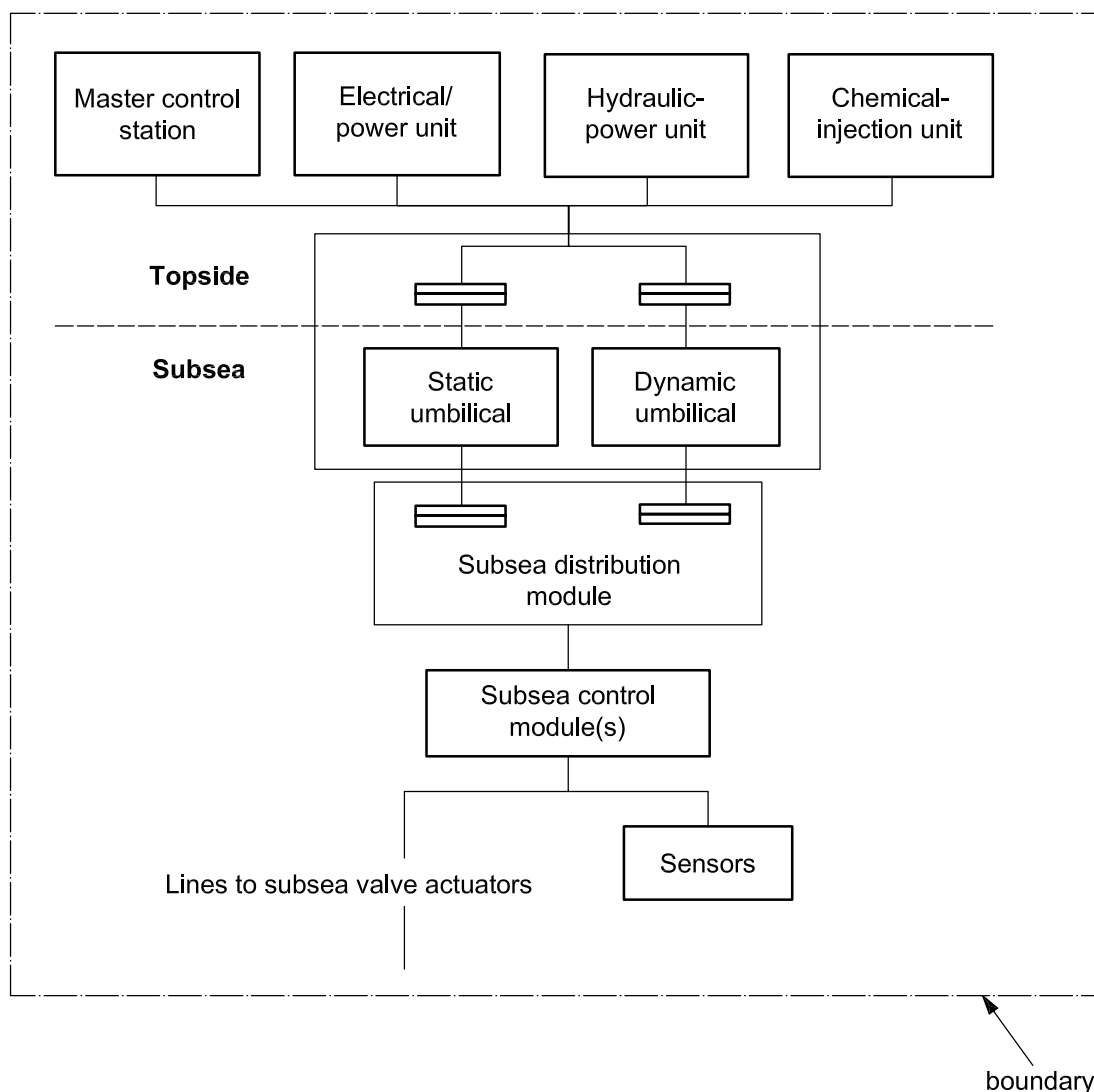 Master control
station
Electrical/
power unit
Hydraulic-
power unit
Chemical-
injection unit
Topside
Subsea
Static
umbilical
Dynamic
umbilical
Subsea distribution
module
Subsea control
module(s)
Lines to subsea valve actuators
Sensors
boundary